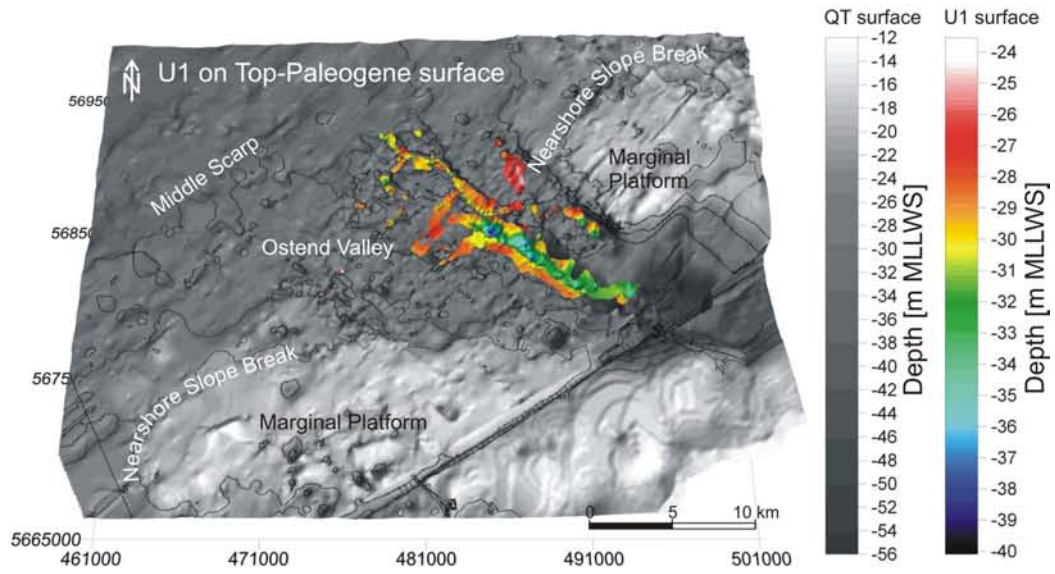 U1 on Top-Paleogene surface
N
56950
Nearshore Slope Break
Marginal
Platform
Middle Scarp
56850
Ostend Valley
5675
Nearshore Slope Break
Marginal Platform
0 5 10 km
5665000
461000 471000 481000 491000 501000
QT surface
-12
-14
-16
-18
-20
-22
-24
-26
-28
-30
-32
-34
-36
-38
-40
-42
-44
-46
-48
-50
-52
-54
-56
Depth [m MLLWS]
U1 surface
-24
-25
-26
-27
-28
-29
-30
-31
-32
-33
-34
-35
-36
-37
-38
-39
-40
Depth [m MLLWS]